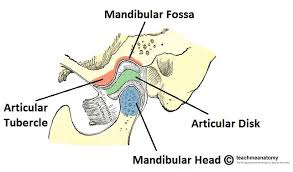 Mandibular Fossa
Articular
Tubercle
Articular Disk
Mandibular Head
© teachmeanatomy